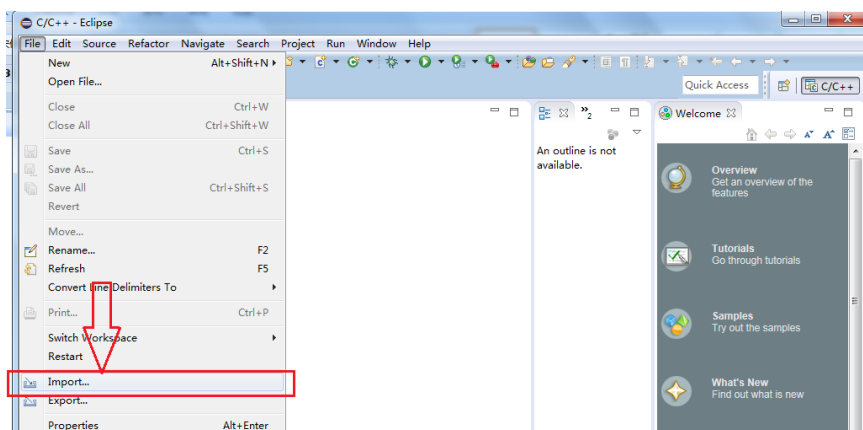 C/C++ - Eclipse
File Edit Source Refactor Navigate Search Project Run Window Help
New Alt+Shift+N
Open File...
Close Ctrl+W
Close All Ctrl+Shift+W
Save Ctrl+S
Save As...
Save All Ctrl+Shift+S
Revert
Move...
Rename... F2
Refresh F5
Convert Line Delimiters To
Print... Ctrl+P
Switch Workspace
Restart
Import...
Export...
Properties Alt+Enter
Quick Access
C/C++
2
An outline is not
available.
Welcome
Overview
Get an overview of the
features
Tutorials
Go through tutorials
Samples
Try out the samples
What's New
Find out what is new